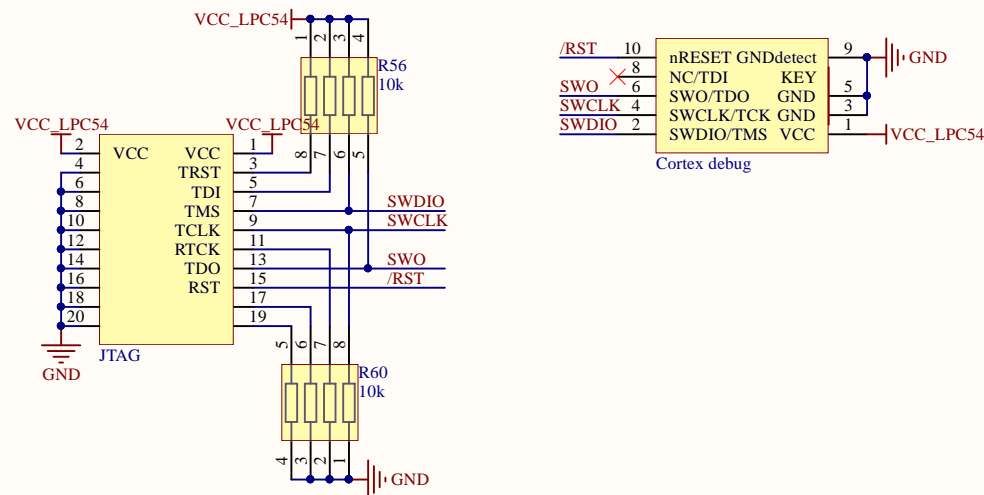 VCC_LPC54
1 2 3 4
R56
10k
8 7 6 5
VCC_LPC54
VCC_LPC54
2 VCC VCC 1
4 TRST 3
6 TDI 5
8 TMS 7 SWDIO
10 TCLK 9 SWCLK
12 RTCK 11
14 TDO 13 SWO
16 RST 15 /RST
18 17
20 19
JTAG
GND
5 6 7 8
R60
10k
4 3 2 1
GND
/RST 10 nRESET GNDdetect 9 GND
8 NC/TDI KEY
SWO 6 SWO/TDO GND 5
SWCLK 4 SWCLK/TCK GND 3
SWDIO 2 SWDIO/TMS VCC 1 VCC_LPC54
Cortex debug